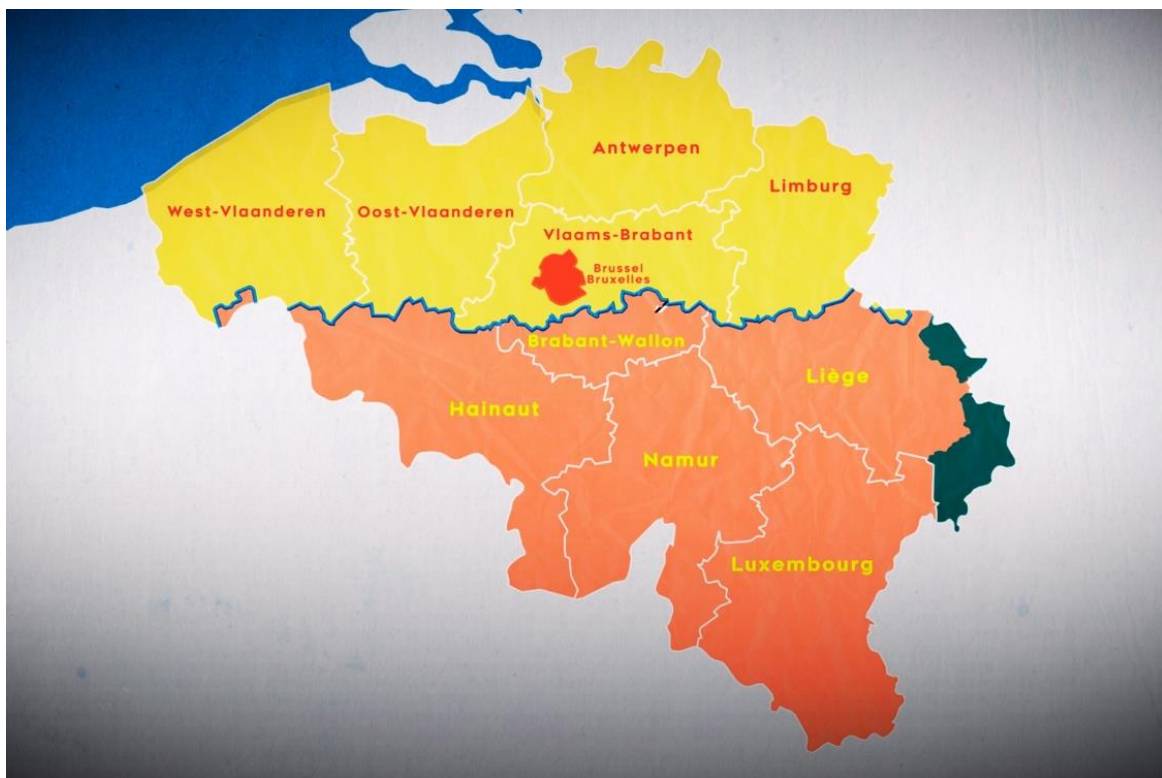 Antwerpen
Limburg
West-Vlaanderen
Oost-Vlaanderen
Vlaams-Brabant
Brussel
Bruxelles
Brabant-Wallon
Liège
Hainaut
Namur
Luxembourg